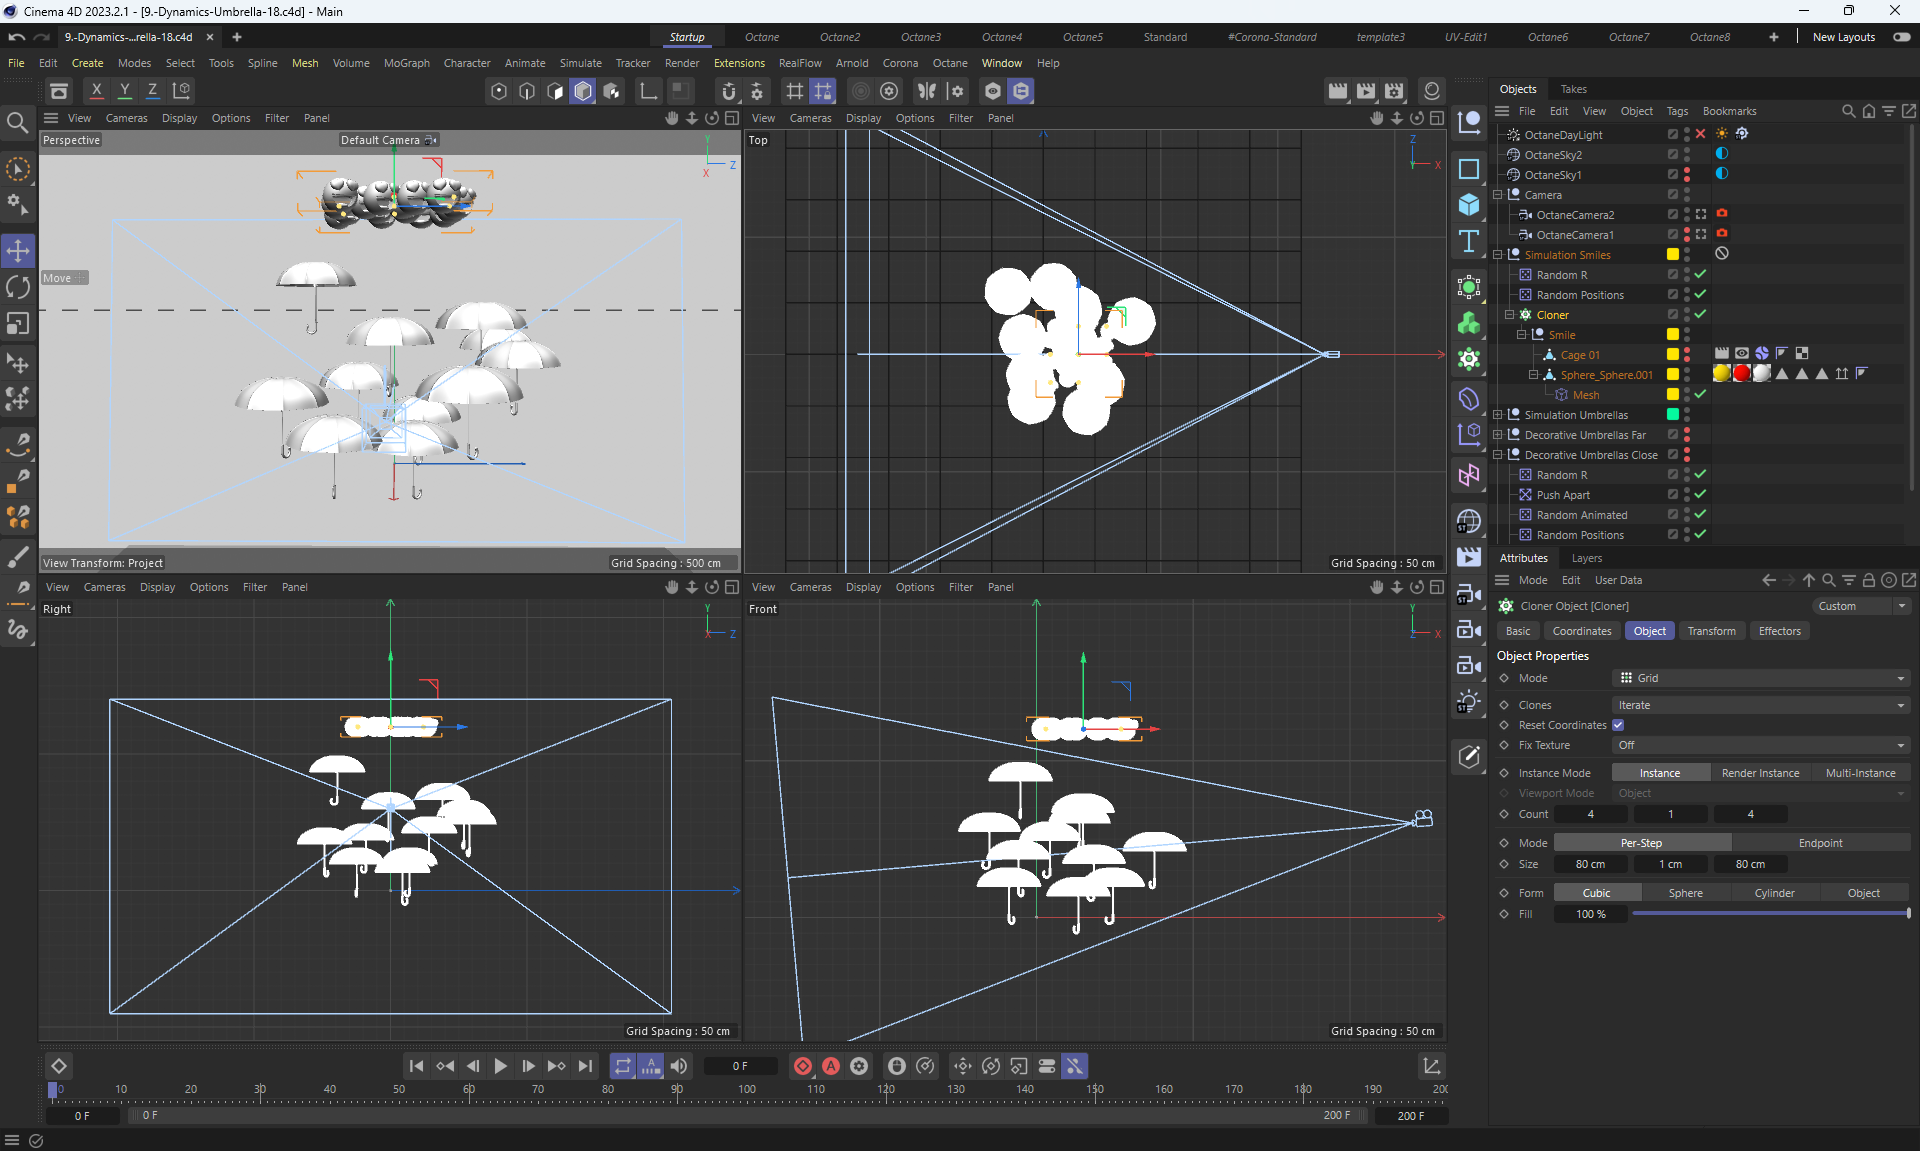 Cinema 4D 2023.2.1 - [9.-Dynamics-Umbrella-18.c4d] - Main
9.-Dynamics-...rella-18.c4d
Startup Octane Octane2 Octane3 Octane4 Octane5 Standard #Corona-Standard template3 UV-Edit1 Octane6 Octane7 Octane8 New Layouts
File Edit Create Modes Select Tools Spline Mesh Volume MoGraph Character Animate Simulate Tracker Render Extensions RealFlow Arnold Corona Octane Window Help
X Y Z
View Cameras Display Options Filter Panel
Perspective
Default Camera
Y
Z
X
Move
View Transform: Project
Grid Spacing : 500 cm
View Cameras Display Options Filter Panel
Top
Z
Y X
Grid Spacing : 50 cm
View Cameras Display Options Filter Panel
Right
Y
X Z
Grid Spacing : 50 cm
View Cameras Display Options Filter Panel
Front
Y
Z X
Grid Spacing : 50 cm
ST
ST
ST
Objects Takes
File Edit View Object Tags Bookmarks
OctaneDayLight
OctaneSky2
OctaneSky1
Camera
OctaneCamera2
OctaneCamera1
Simulation Smiles
Random R
Random Positions
Cloner
Smile
Cage 01
Sphere_Sphere.001
Mesh
Simulation Umbrellas
Decorative Umbrellas Far
Decorative Umbrellas Close
Random R
Push Apart
Random Animated
Random Positions
Attributes Layers
Mode Edit User Data
Cloner Object [Cloner]
Custom
Basic Coordinates Object Transform Effectors
Object Properties
Mode Grid
Clones Iterate
Reset Coordinates
Fix Texture Off
Instance Mode Instance Render Instance Multi-Instance
Viewport Mode Object
Count 4 1 4
Mode Per-Step Endpoint
Size 80 cm 1 cm 80 cm
Form Cubic Sphere Cylinder Object
Fill 100 %
A
0 F
A
0 10 20 30 40 50 60 70 80 90 100 110 120 130 140 150 160 170 180 190 200
0 F 0 F 200 F 200 F